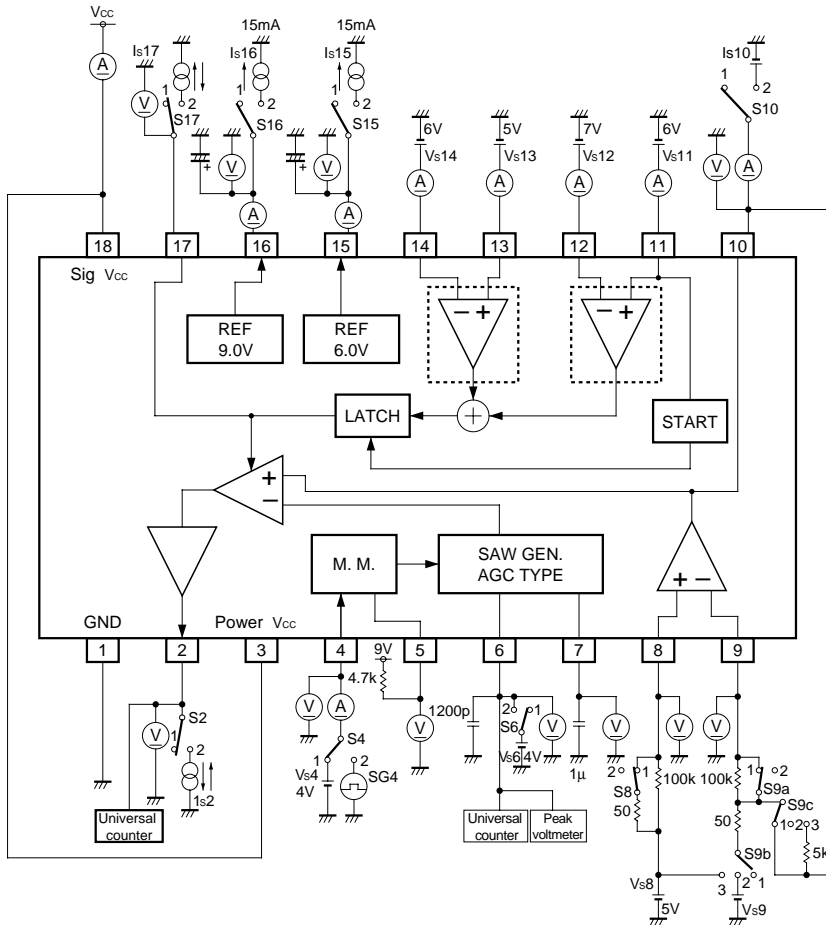 Vcc
A
Is17
V
1
2
S17
15mA
Is16
1
2
S16
V
+
A
15mA
Is15
1
2
S15
V
+
A
6V
Vs14
A
5V
Vs13
A
7V
Vs12
A
6V
Vs11
A
Is10
1
2
S10
V
A
18
17
16
15
14
13
12
11
10
Sig Vcc
REF
9.0V
REF
6.0V
− +
− +
LATCH
+
START
+
−
M. M.
SAW GEN.
AGC TYPE
+ −
GND
Power Vcc
1
2
3
4
5
6
7
8
9
V
S2
1
2
1s2
Universal
counter
V
A
S4
1
2
Vs4
4V
SG4
9V
4.7k
V
1200p
2
1
S6
Vs6 4V
V
Universal
counter
Peak
voltmeter
1μ
V
V
V
2
1
S8
50
100k
100k
1
2
S9a
50
S9c
1
2
3
5k
S9b
3
2
1
Vs8
5V
Vs9